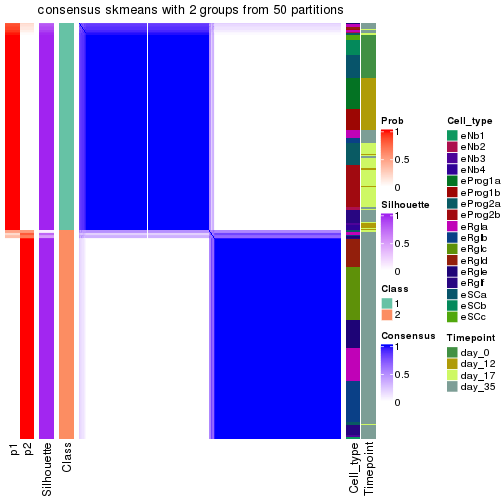 consensus skmeans with 2 groups from 50 partitions
p1
p2
Silhouette
Class
Cell_type
Timepoint
Prob
1
0.5
0
Silhouette
1
0.5
0
Class
1
2
Consensus
1
0.5
0
Cell_type
eNb1
eNb2
eNb3
eNb4
eProg1a
eProg1b
eProg2a
eProg2b
eRgla
eRglb
eRglc
eRgld
eRgle
eRglf
eSCa
eSCb
eSCc
Timepoint
day_0
day_12
day_17
day_35